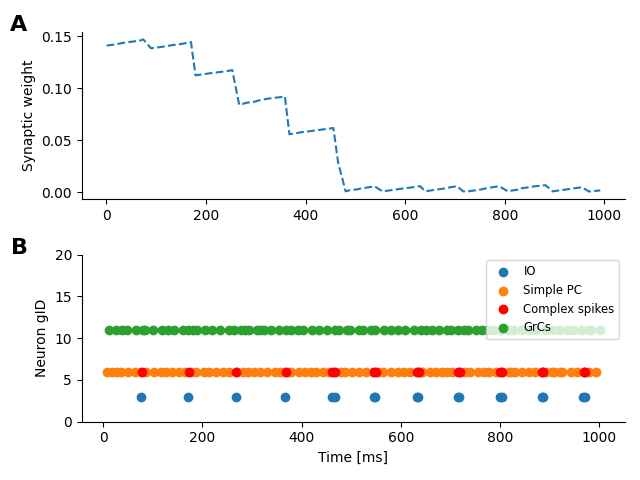 A
0.15
0.10
0.05
0.00
Synaptic weight
0 200 400 600 800 1000
B
20
15
10
5
0
Neuron gID
IO
Simple PC
Complex spikes
GrCs
0 200 400 600 800 1000
Time [ms]